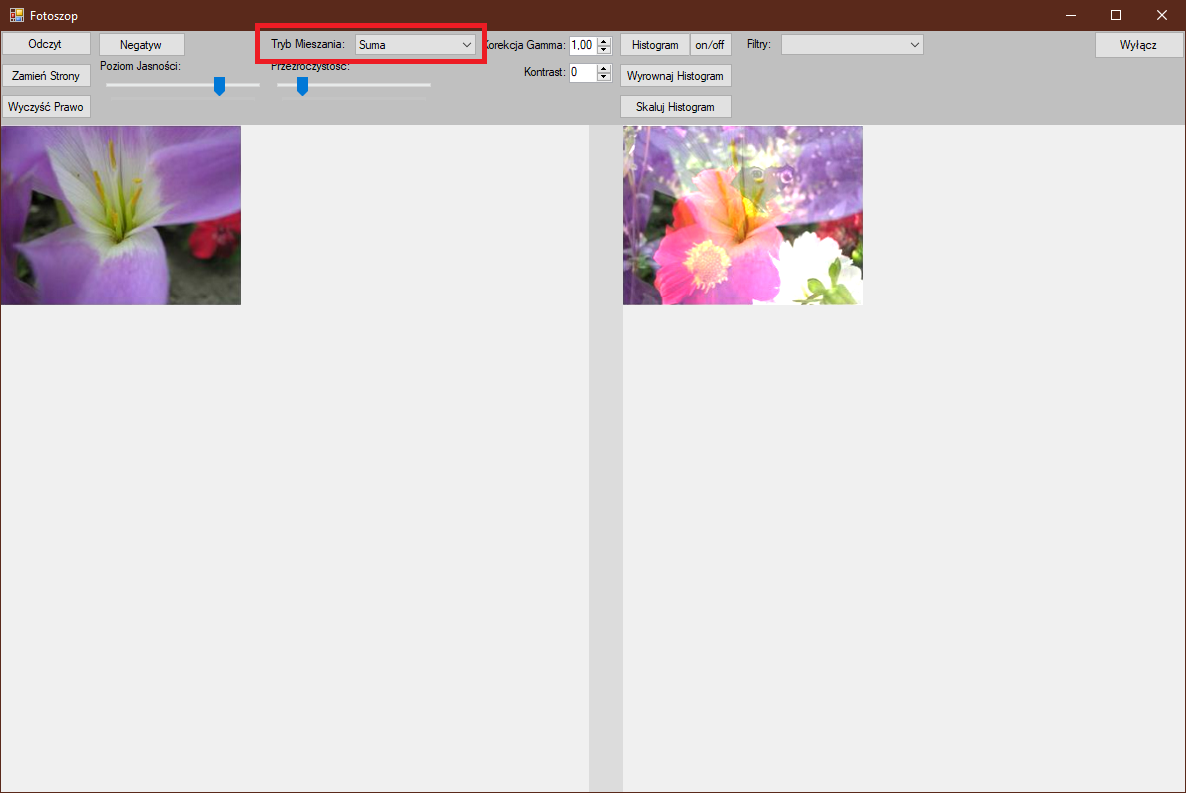 Fotoszop
Odczyt Negatyw Tryb Mieszania: Suma Korekcja Gamma: 1,00 Histogram on/off Filtry: Wyłącz
Zamień Strony Poziom Jasności: Przezroczystość: Kontrast: 0 Wyrownaj Histogram
Wyczyść Prawo Skaluj Histogram